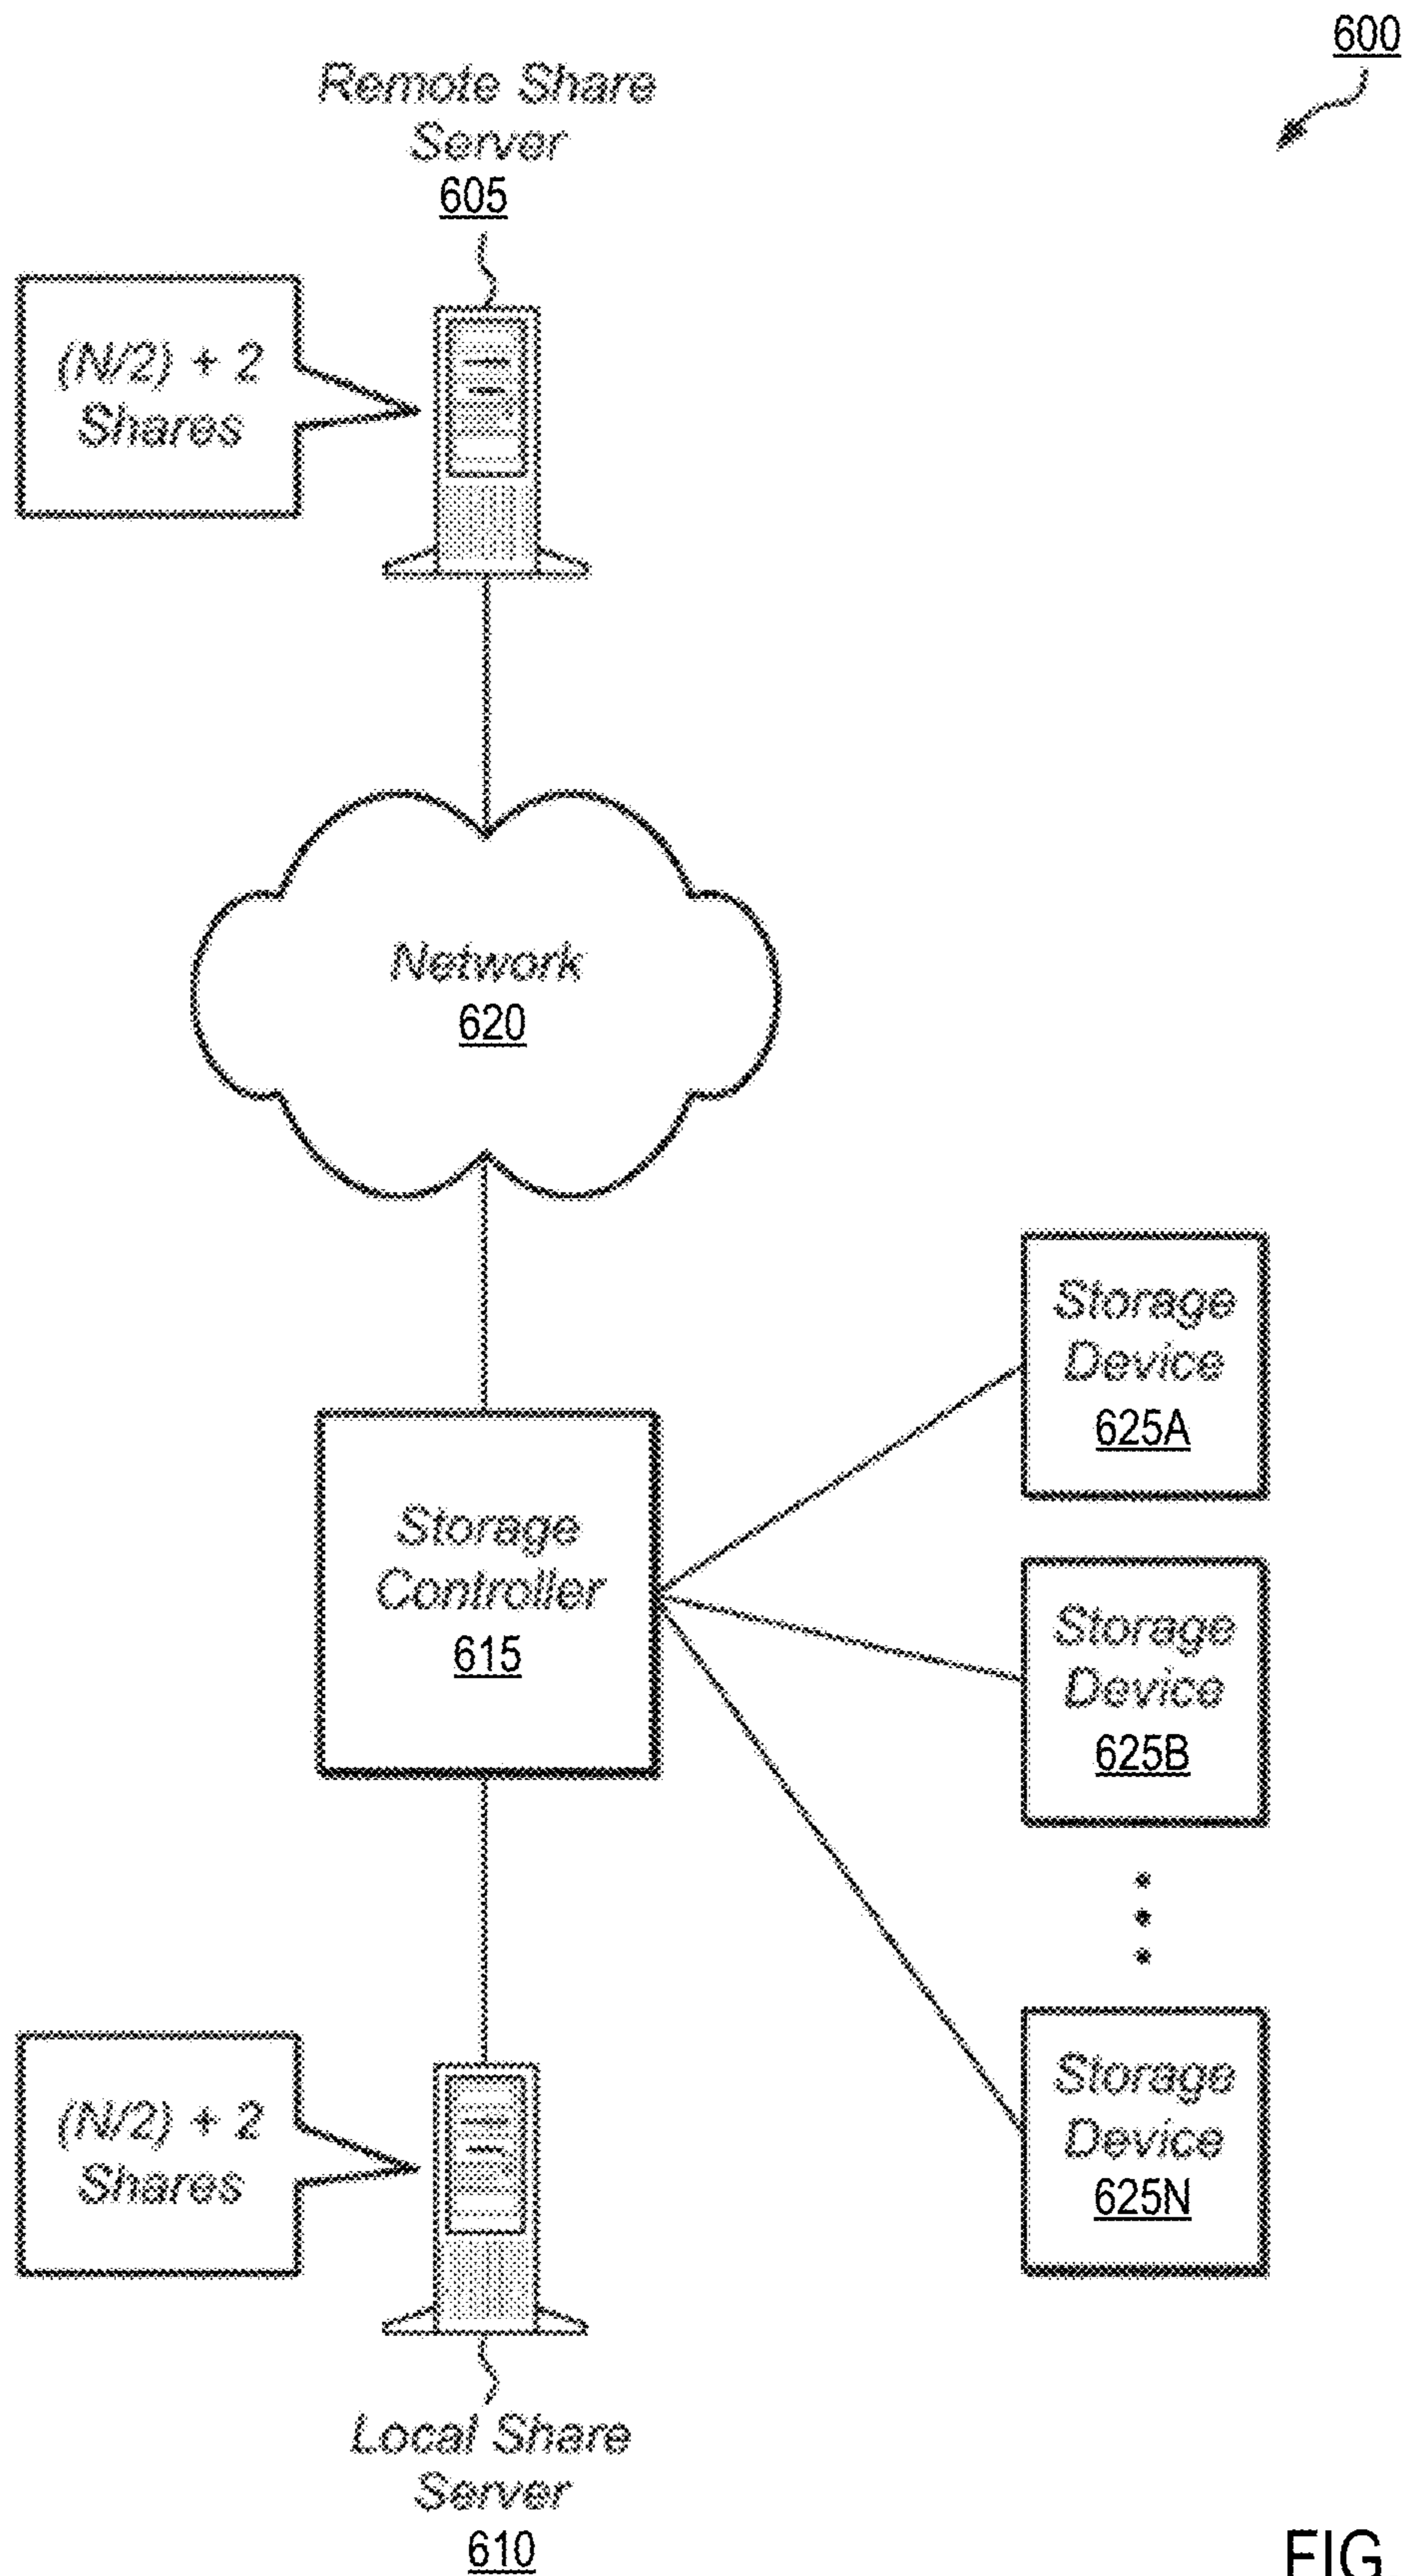 600
Remote Share
Server
605
(N/2) + 2
Shares
Network
620
Storage
Device
625A
Storage
Controller
615
Storage
Device
625B
Storage
Device
625N
(N/2) + 2
Shares
Local Share
Server
610
FIG